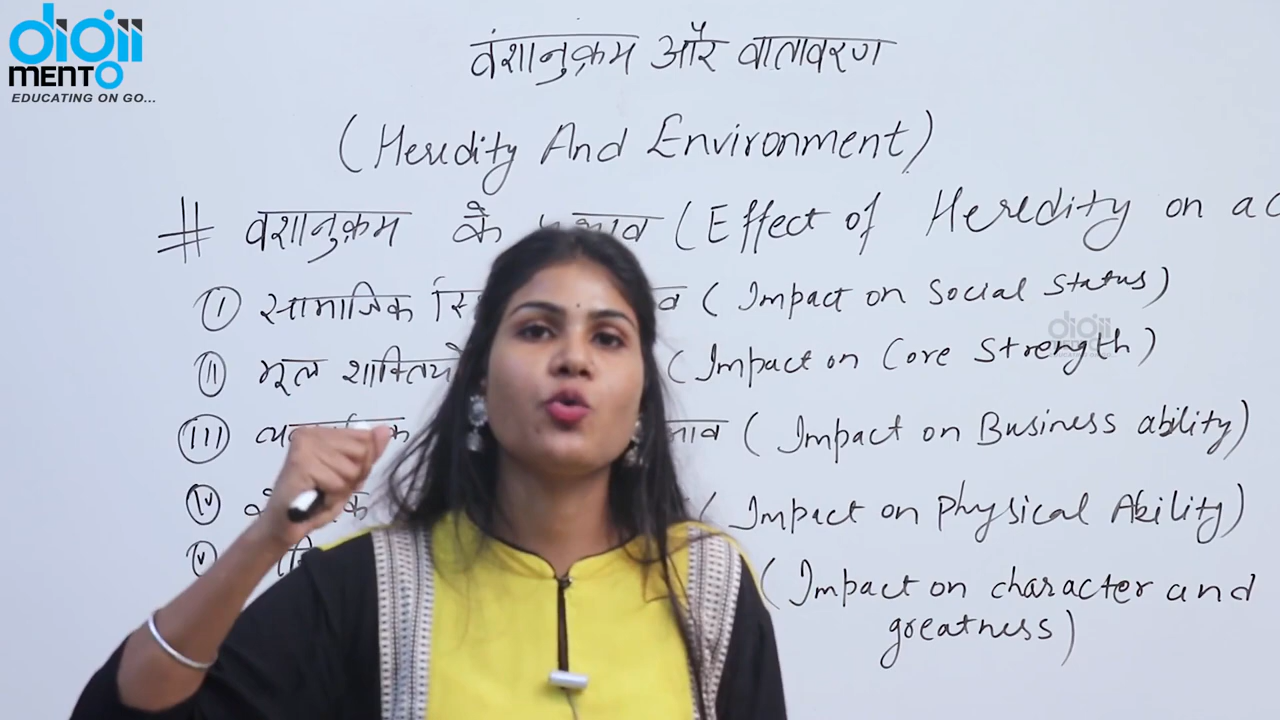 digii
MENTO
EDUCATING ON GO...
वंशानुक्रम और वातावरण
(Heredity And Environment)
# वंशानुक्रम के (Effect of Heredity on a
(I) सामाजिक (Impact on Social Status)
digii
(II) मूल (Impact on Core Strength)
(III) (Impact on Business ability)
(IV) (Impact on Physical Ability)
(V) (Impact on character and
greatness)